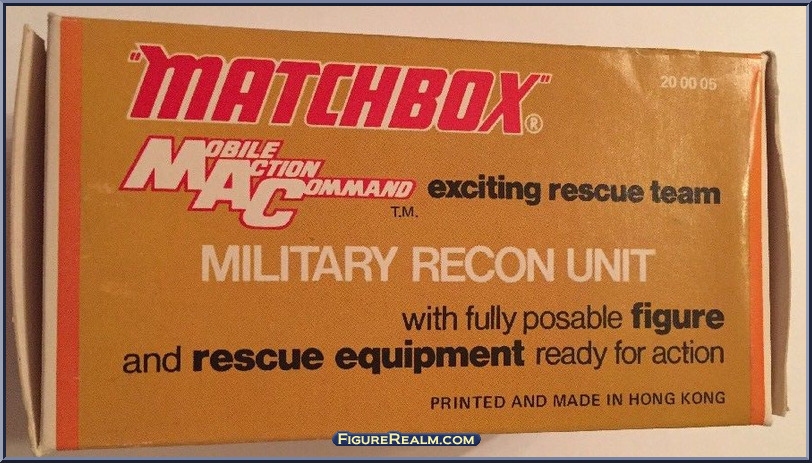 "MATCHBOX"®
20 00 05
MOBILE ACTION COMMAND T.M.
exciting rescue team
MILITARY RECON UNIT
with fully posable figure
and rescue equipment ready for action
PRINTED AND MADE IN HONG KONG
FIGUREREALM.COM